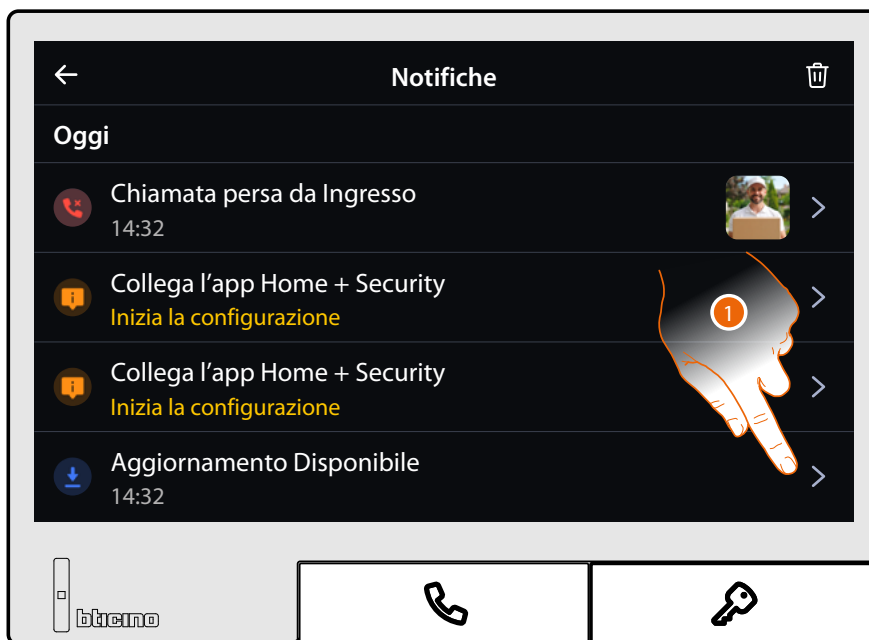 Notifiche
Oggi
Chiamata persa da Ingresso
14:32
Collega l’app Home + Security
Inizia la configurazione
1
Collega l’app Home + Security
Inizia la configurazione
Aggiornamento Disponibile
14:32
bticino